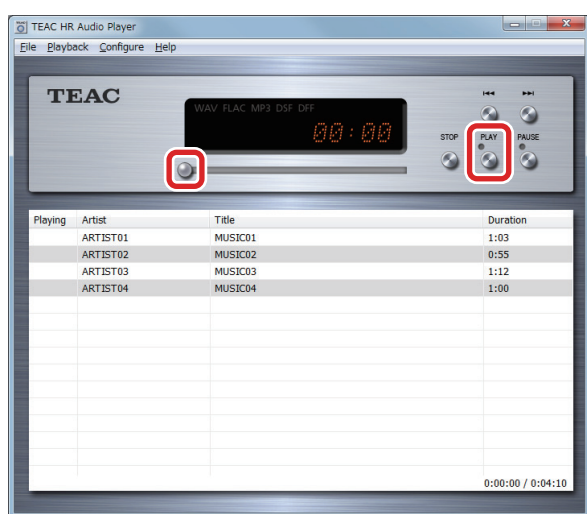 TEAC HR Audio Player
File Playback Configure Help
TEAC
WAV FLAC MP3 DSF DFF
00:00
STOP PLAY PAUSE
Playing Artist Title Duration
ARTIST01 MUSIC01 1:03
ARTIST02 MUSIC02 0:55
ARTIST03 MUSIC03 1:12
ARTIST04 MUSIC04 1:00
0:00:00 / 0:04:10